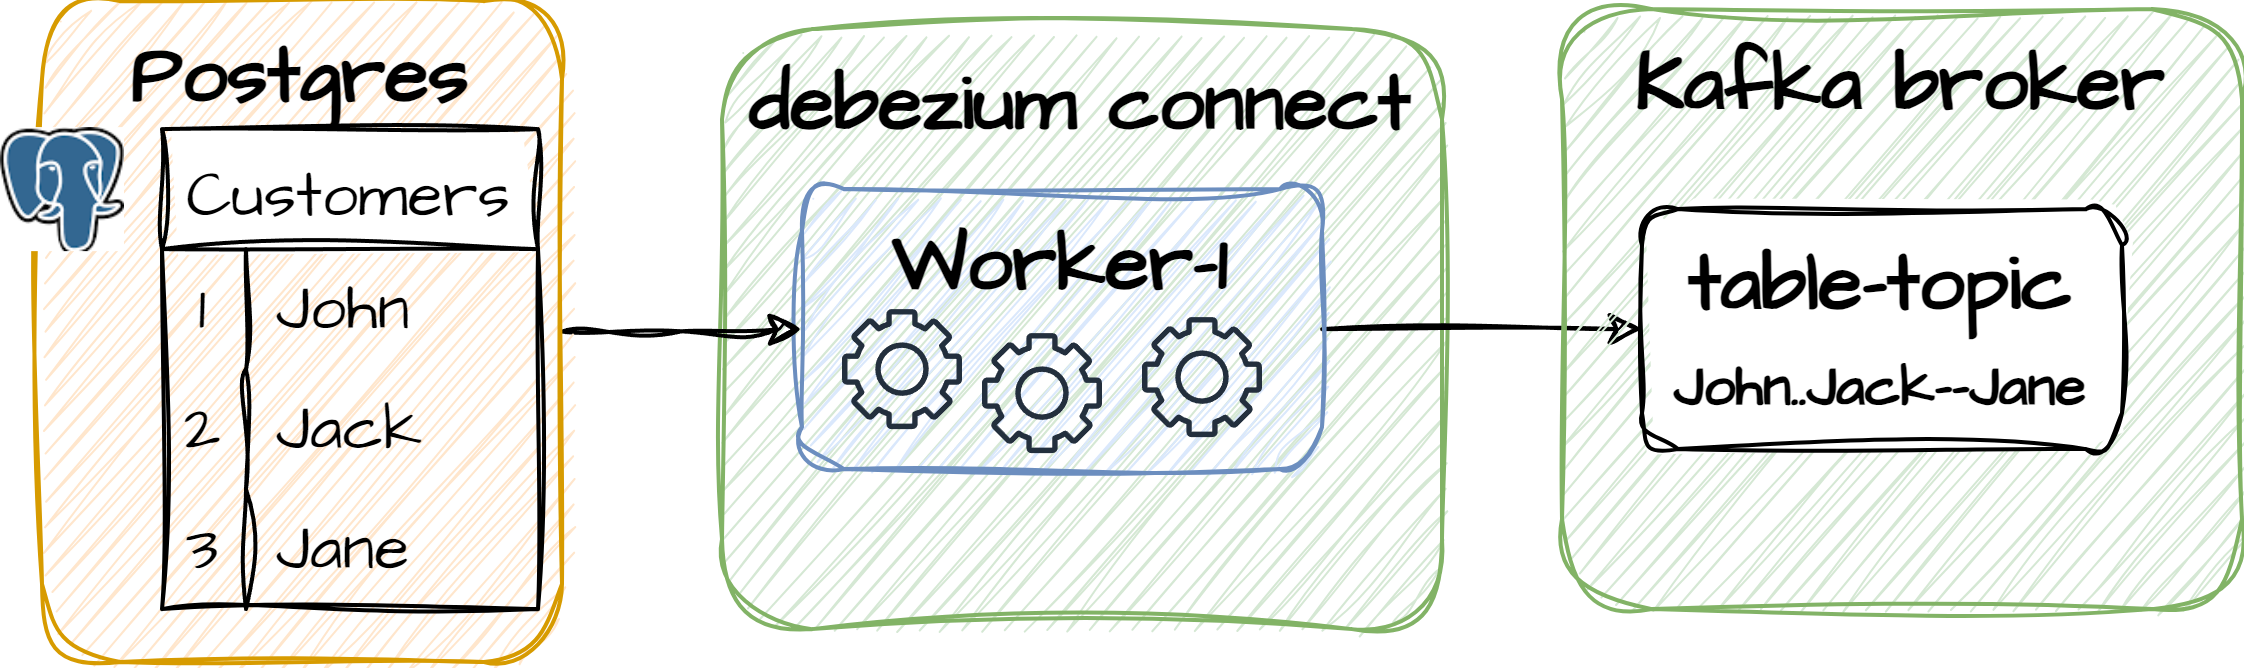 Postgres
Customers
1 John
2 Jack
3 Jane
debezium connect
Worker-1
Kafka broker
table-topic
John..Jack--Jane